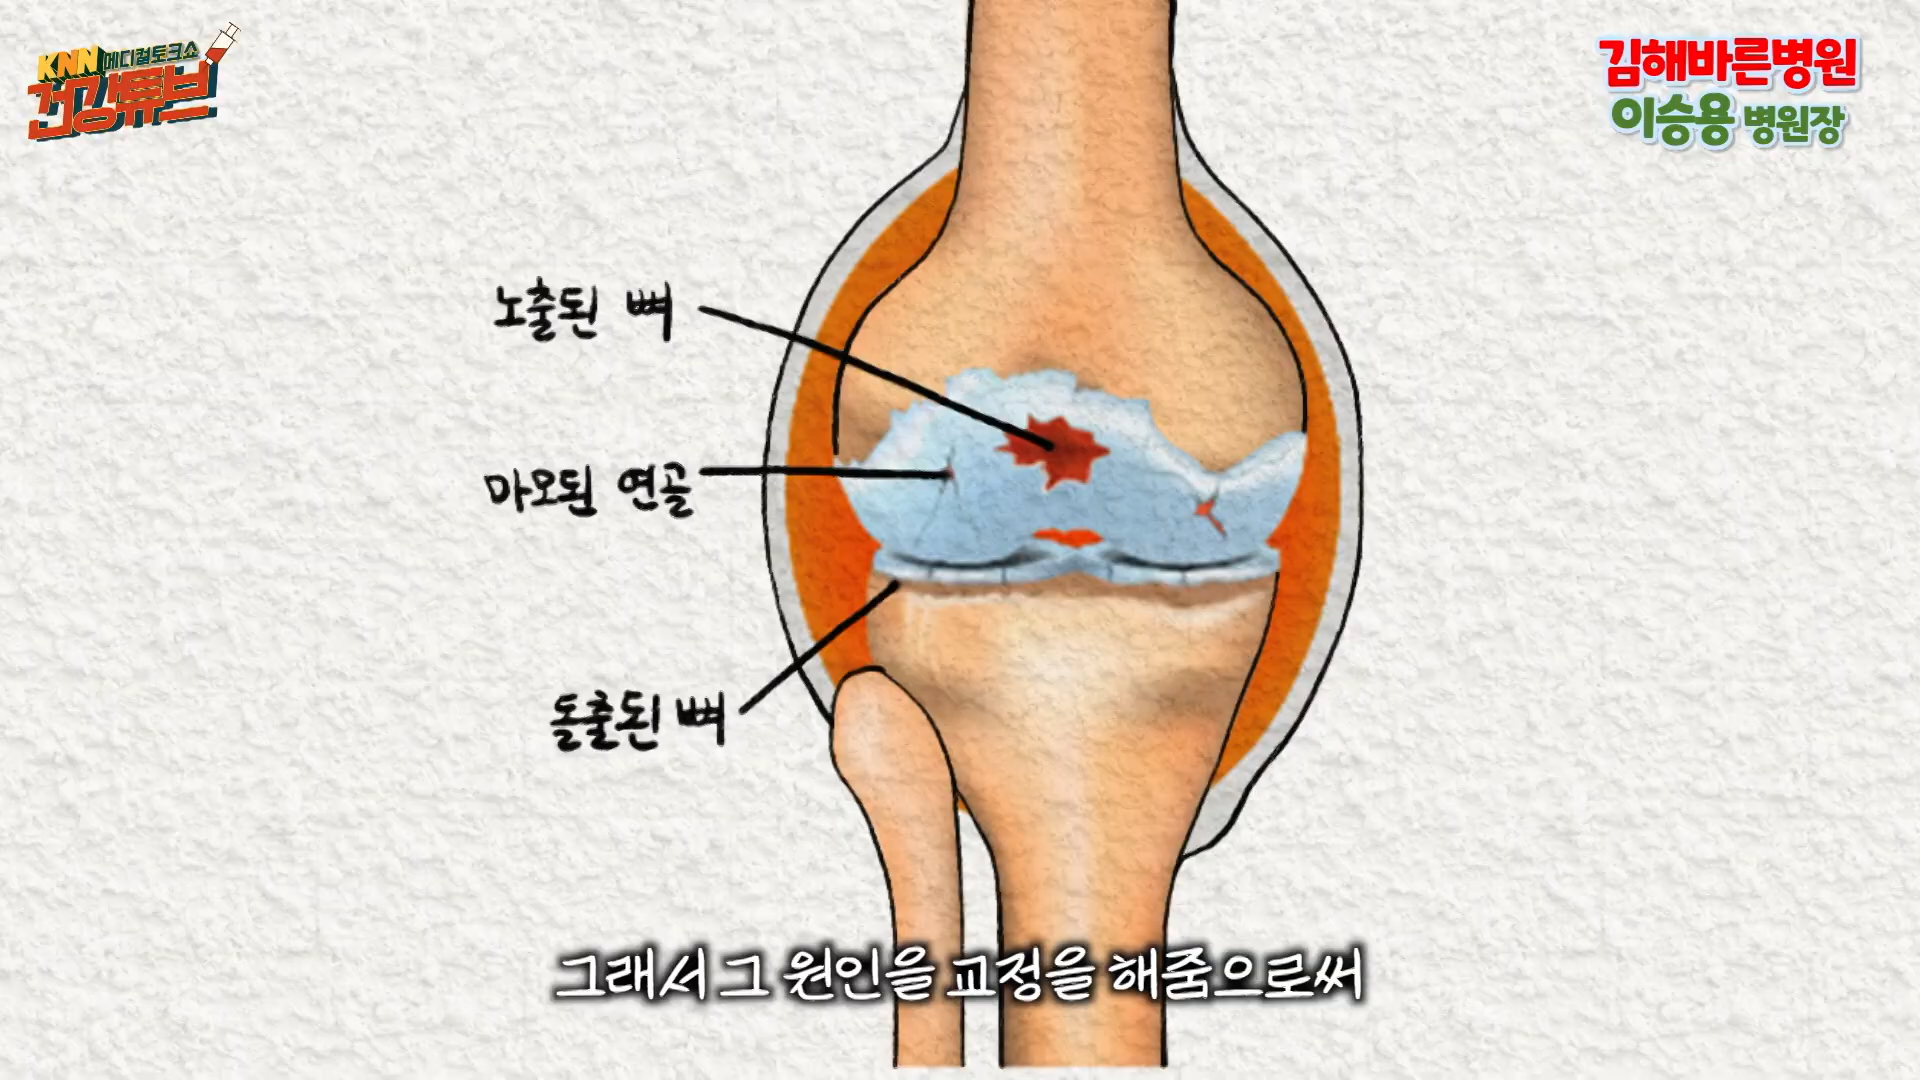 KNN 메디컬토크쇼
건강튜브
김해바른병원
이승용 병원장
노출된 뼈
마모된 연골
돌출된 뼈
그래서 그 원인을 교정을 해줌으로써